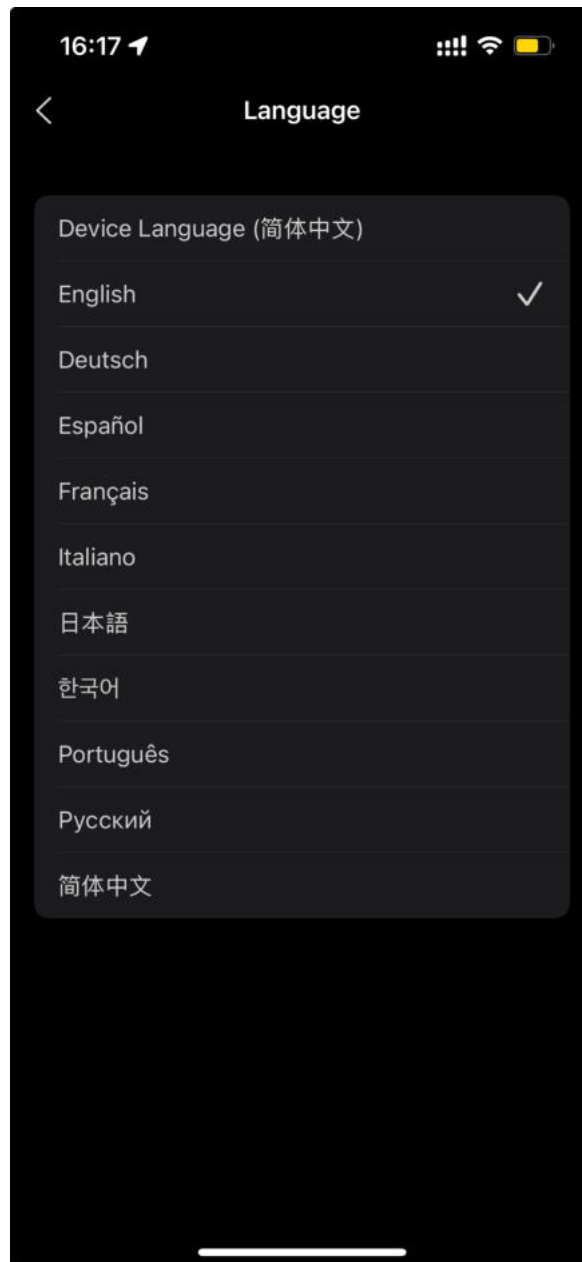 16:17
Language
Device Language (简体中文)
English
Deutsch
Español
Français
Italiano
日本語
한국어
Português
Русский
简体中文